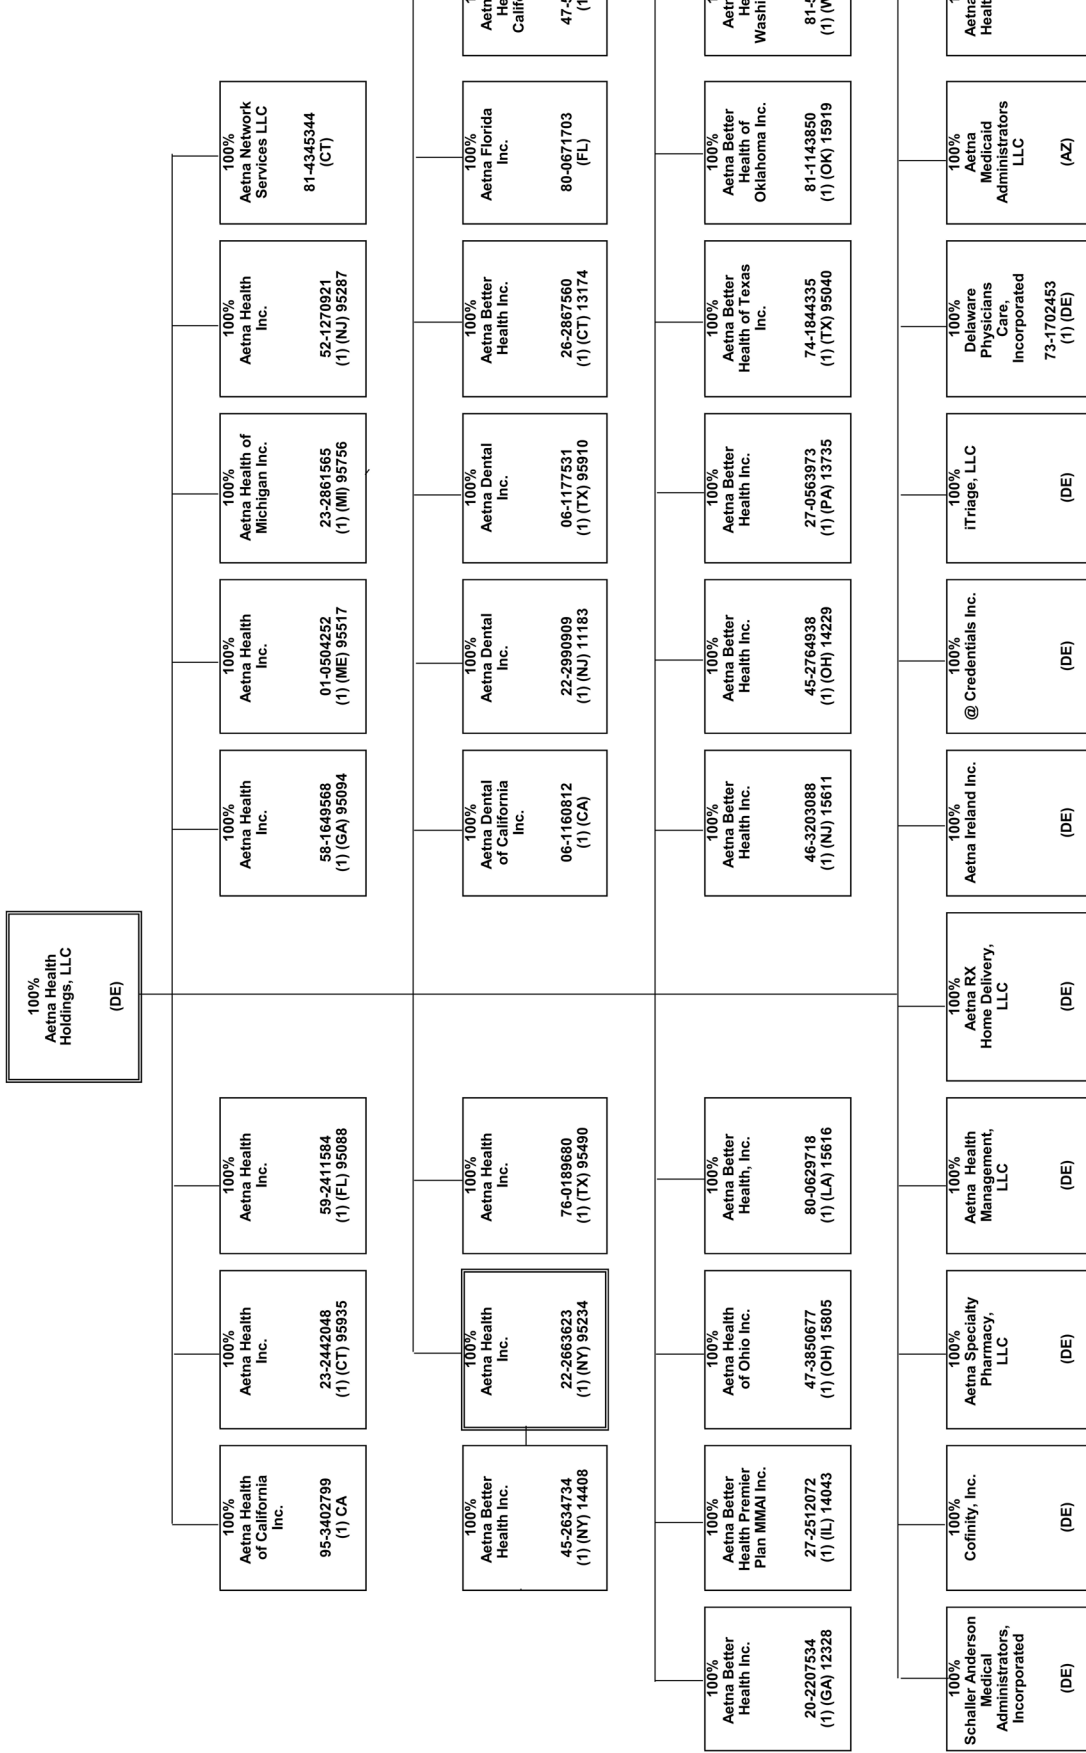 100%
Aetna Health
Holdings, LLC
(DE)
100%
Aetna Health
of California
Inc.
95-3402799
(1) CA
100%
Aetna Health
Inc.
23-2442048
(1) (CT) 95935
100%
Aetna Health
Inc.
59-2411584
(1) (FL) 95088
100%
Aetna Health
Inc.
58-1649568
(1) (GA) 95094
100%
Aetna Health
Inc.
01-0504252
(1) (ME) 95517
100%
Aetna Health of
Michigan Inc.
23-2861565
(1) (MI) 95756
100%
Aetna Health
Inc.
52-1270921
(1) (NJ) 95287
100%
Aetna Network
Services LLC
81-4345344
(CT)
100%
Aetna Better
Health Inc.
45-2634734
(1) (NY) 14408
100%
Aetna Health
Inc.
22-2663623
(1) (NY) 95234
100%
Aetna Health
Inc.
76-0189680
(1) (TX) 95490
100%
Aetna Dental
of California
Inc.
06-1160812
(1) (CA)
100%
Aetna Dental
Inc.
22-2990909
(1) (NJ) 11183
100%
Aetna Dental
Inc.
06-1177531
(1) (TX) 95910
100%
Aetna Better
Health Inc.
26-2867560
(1) (CT) 13174
100%
Aetna Florida
Inc.
80-0671703
(FL)
100%
Aetna Better
Health Inc.
20-2207534
(1) (GA) 12328
100%
Aetna Better
Health Premier
Plan MMAI Inc.
27-2512072
(1) (IL) 14043
100%
Aetna Health
of Ohio Inc.
47-3850677
(1) (OH) 15805
100%
Aetna Better
Health, Inc.
80-0629718
(1) (LA) 15616
100%
Aetna Better
Health Inc.
46-3203088
(1) (NJ) 15611
100%
Aetna Better
Health Inc.
45-2764938
(1) (OH) 14229
100%
Aetna Better
Health Inc.
27-0563973
(1) (PA) 13735
100%
Aetna Better
Health of Texas
Inc.
74-1844335
(1) (TX) 95040
100%
Aetna Better
Health of
Oklahoma Inc.
81-1143850
(1) (OK) 15919
100%
Schaller Anderson
Medical
Administrators,
Incorporated
(DE)
100%
Cofinity, Inc.
(DE)
100%
Aetna Specialty
Pharmacy,
LLC
(DE)
100%
Aetna Health
Management,
LLC
(DE)
100%
Aetna RX
Home Delivery,
LLC
(DE)
100%
Aetna Ireland Inc.
(DE)
100%
@ Credentials Inc.
(DE)
100%
iTriage, LLC
(DE)
100%
Delaware
Physicians
Care,
Incorporated
73-1702453
(1) (DE)
100%
Aetna
Medicaid
Administrators
LLC
(AZ)